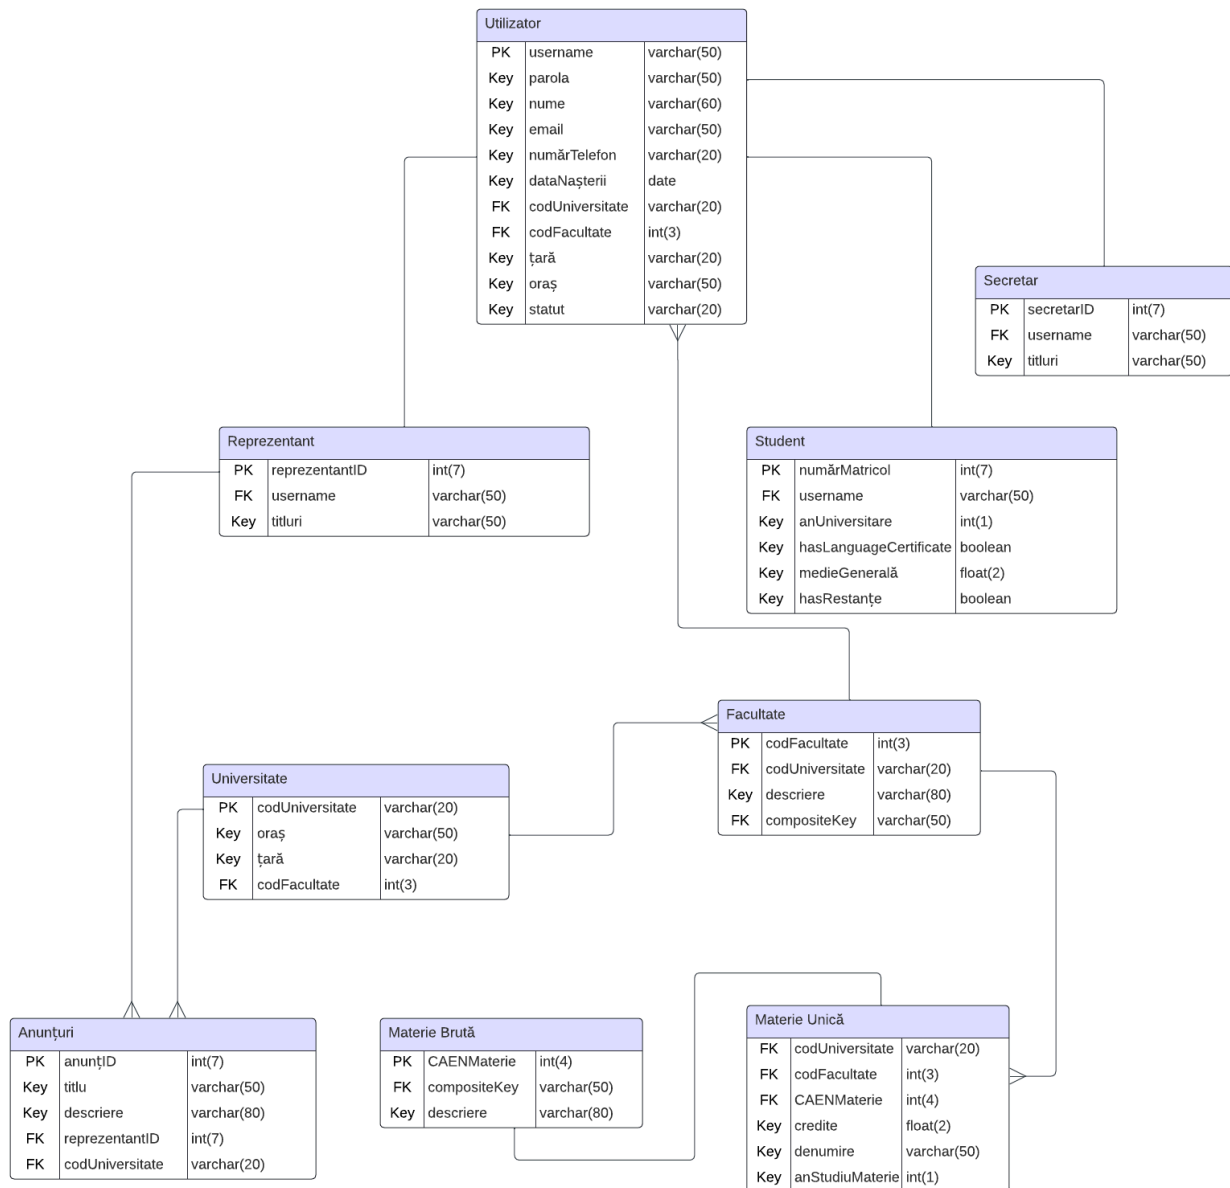 Utilizator
PK username varchar(50)
Key parola varchar(50)
Key nume varchar(60)
Key email varchar(50)
Key numărTelefon varchar(20)
Key dataNașterii date
FK codUniversitate varchar(20)
FK codFacultate int(3)
Key țară varchar(20)
Key oraș varchar(50)
Key statut varchar(20)
Secretar
PK secretarID int(7)
FK username varchar(50)
Key titluri varchar(50)
Reprezentant
PK reprezentantID int(7)
FK username varchar(50)
Key titluri varchar(50)
Student
PK numărMatricol int(7)
FK username varchar(50)
Key anUniversitare int(1)
Key hasLanguageCertificate boolean
Key medieGenerală float(2)
Key hasRestanțe boolean
Facultate
PK codFacultate int(3)
FK codUniversitate varchar(20)
Key descriere varchar(80)
FK compositeKey varchar(50)
Universitate
PK codUniversitate varchar(20)
Key oraș varchar(50)
Key țară varchar(20)
FK codFacultate int(3)
Anunțuri
PK anunțID int(7)
Key titlu varchar(50)
Key descriere varchar(80)
FK reprezentantID int(7)
FK codUniversitate varchar(20)
Materie Brută
PK CAENMaterie int(4)
FK compositeKey varchar(50)
Key descriere varchar(80)
Materie Unică
FK codUniversitate varchar(20)
FK codFacultate int(3)
FK CAENMaterie int(4)
Key credite float(2)
Key denumire varchar(50)
Key anStudiuMaterie int(1)